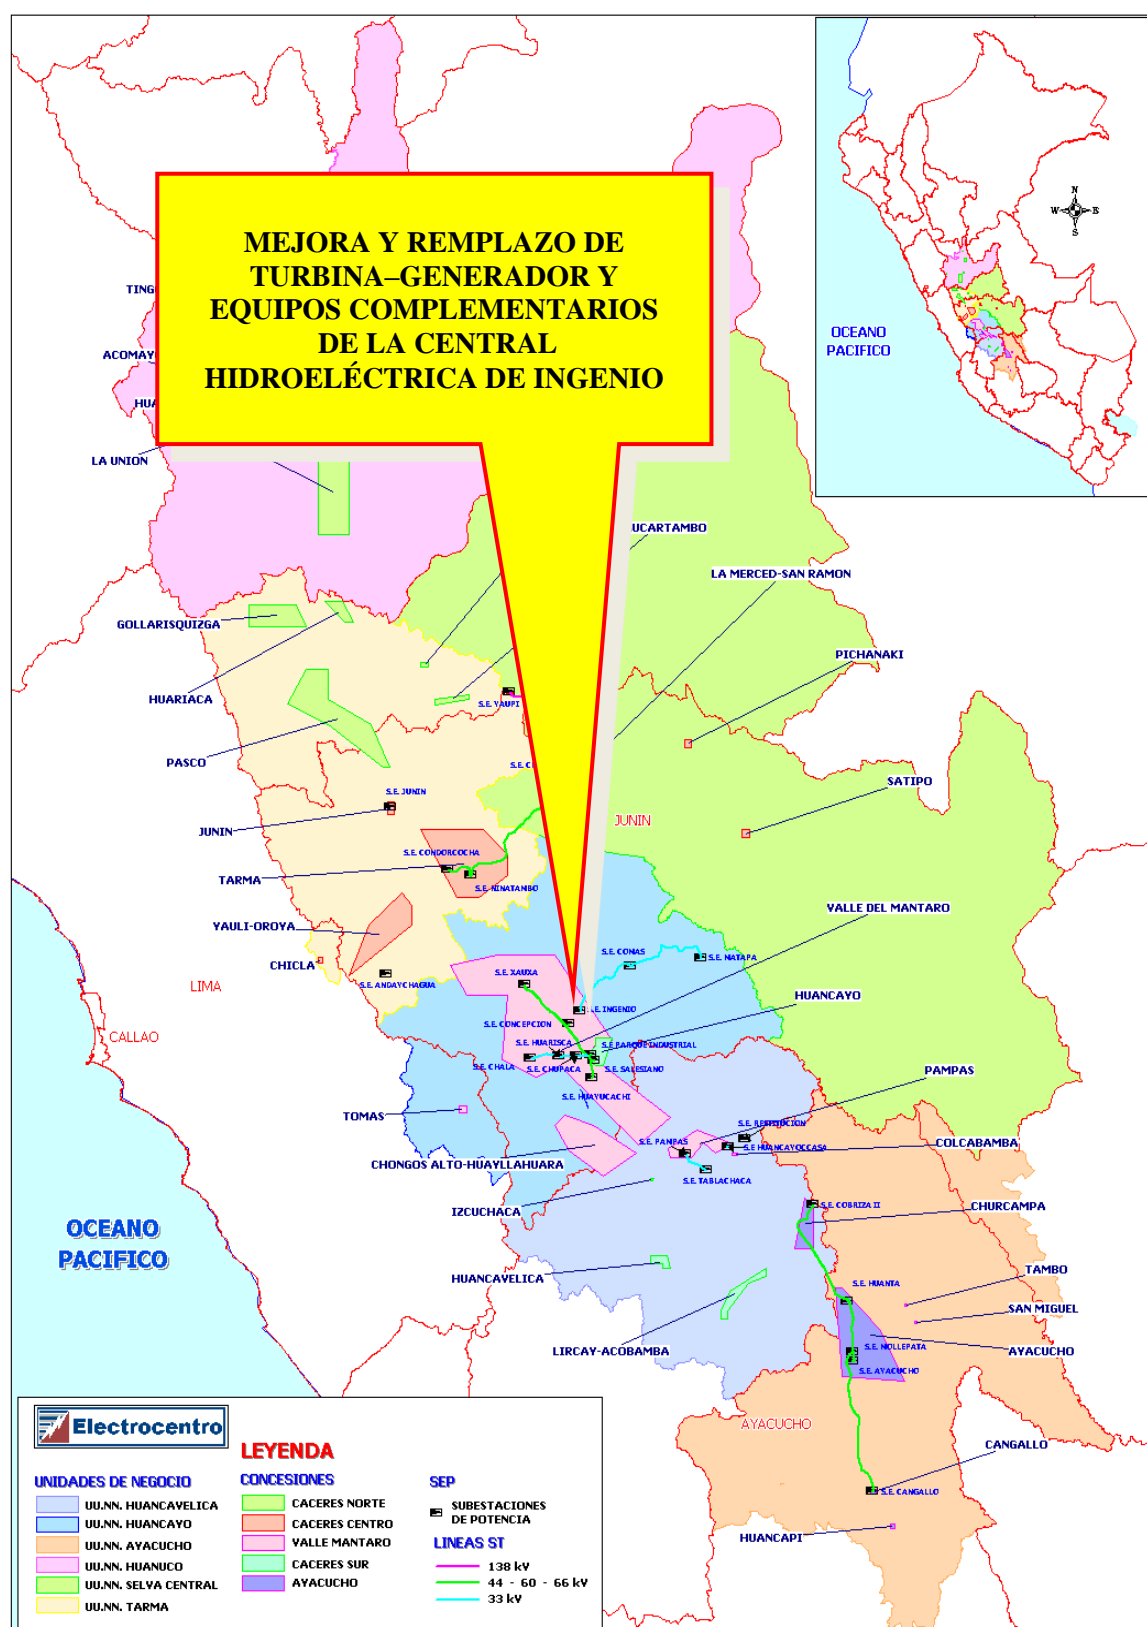 MEJORA Y REMPLAZO DE
TURBINA–GENERADOR Y
EQUIPOS COMPLEMENTARIOS
DE LA CENTRAL
HIDROELÉCTRICA DE INGENIO
N
W E
S
OCEANO
PACIFICO
LA UNION
UCARTAMBO
LA MERCED-SAN RAMON
GOLLARISQUIZGA
PICHANAKI
HUARIACA
S.E. YAUPI
PASCO
SATIPO
S.E. JUNIN
JUNIN
JUNIN
S.E. CONDORCOCHA
TARMA
S.E. NINATAMBO
VALLE DEL MANTARO
YAULI-OROYA
S.E. CONAS
S.E. NATAPA
CHICLA
S.E. XAUXA
S.E. ANDAYCHAGUA
LIMA
HUANCAYO
S.E. INGENIO
S.E. CONCEPCION
CALLAO
S.E. HUARISCA
S.E PARQUE INDUSTRIAL
S.E. CHALA
S.E. CHUPACA
S.E. SALESIANO
PAMPAS
S.E. HUAYUCACHI
TOMAS
S.E. RESTITUCION
S.E. PAMPAS
S.E HUANCAYOCCASA
COLCABAMBA
CHONGOS ALTO-HUAYLLAHUARA
S.E. TABLACHACA
IZCUCHACA
S.E. COBRIZA II
CHURCAMPA
OCEANO
PACIFICO
HUANCAVELICA
TAMBO
S.E. HUANTA
SAN MIGUEL
LIRCAY-ACOBAMBA
S.E. MOLLEPATA
AYACUCHO
S.E. AYACUCHO
AYACUCHO
CANGALLO
S.E. CANGALLO
HUANCAPI
Electrocentro
LEYENDA
UNIDADES DE NEGOCIO
UU.NN. HUANCAVELICA
UU.NN. HUANCAYO
UU.NN. AYACUCHO
UU.NN. HUANUCO
UU.NN. SELVA CENTRAL
UU.NN. TARMA
CONCESIONES
CACERES NORTE
CACERES CENTRO
VALLE MANTARO
CACERES SUR
AYACUCHO
SEP
SUBESTACIONES
DE POTENCIA
LINEAS ST
138 kV
44 - 60 - 66 kV
33 kV